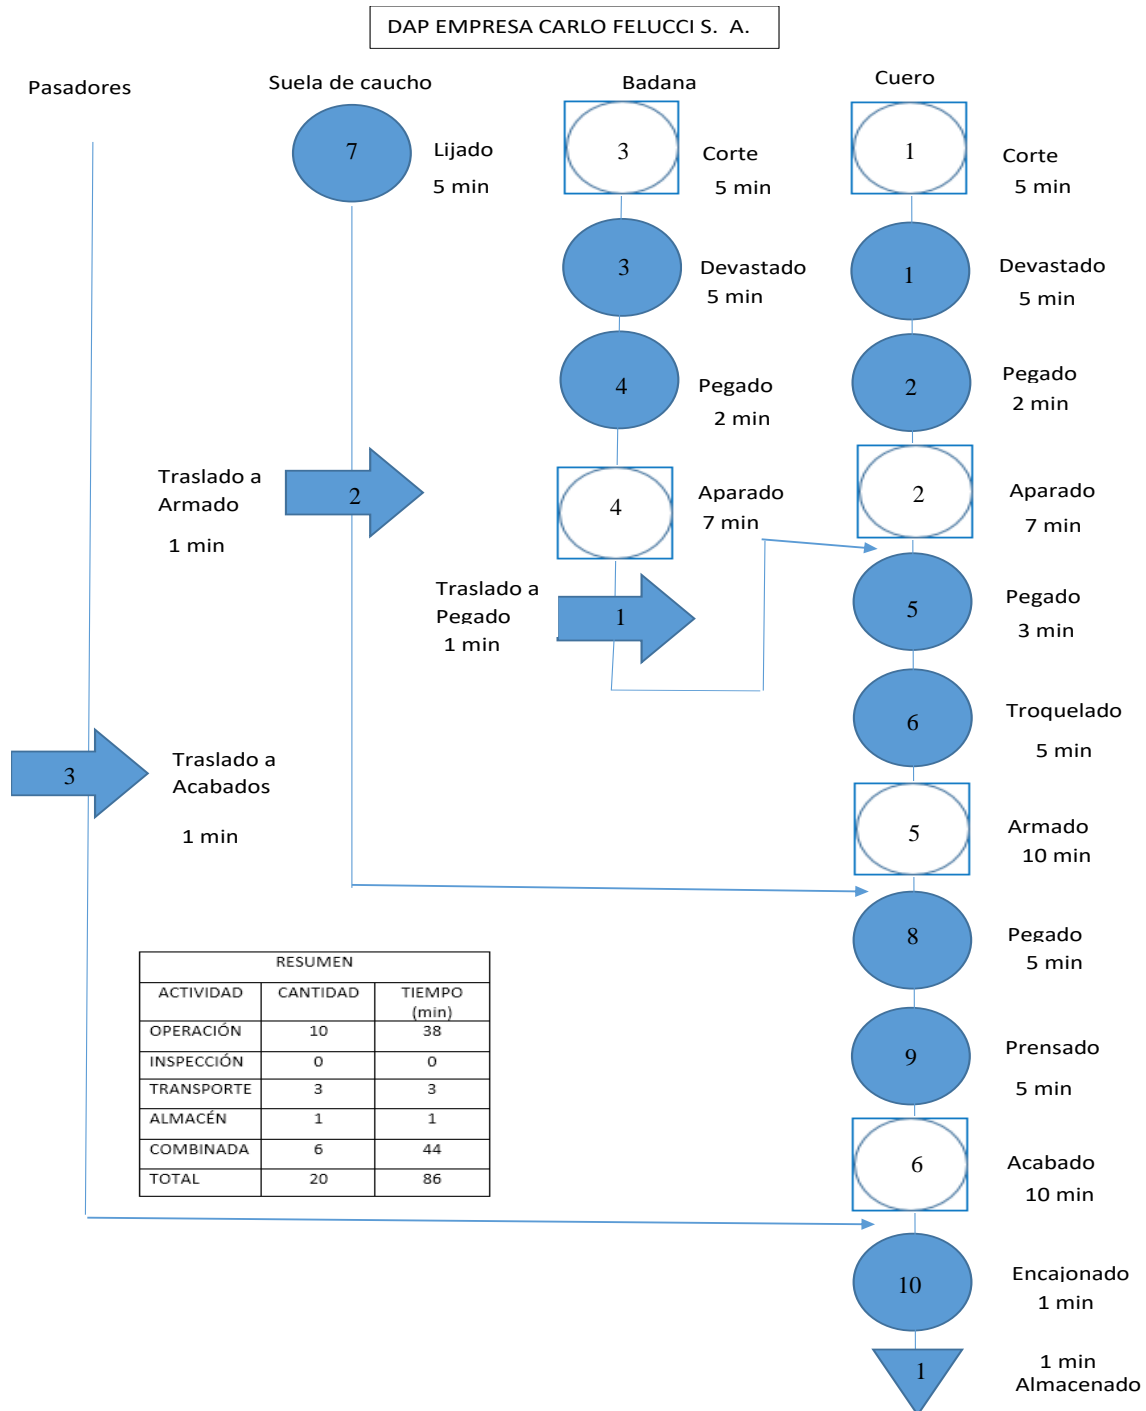 DAP EMPRESA CARLO FELUCCI S. A.
Pasadores
Suela de caucho
Badana
Cuero
7
Lijado
5 min
3
Corte
5 min
1
Corte
5 min
3
Devastado
5 min
1
Devastado
5 min
4
Pegado
2 min
2
Pegado
2 min
Traslado a
Armado
1 min
2
4
Aparado
7 min
2
Aparado
7 min
Traslado a
Pegado
1 min
1
5
Pegado
3 min
6
Troquelado
5 min
3
Traslado a
Acabados
1 min
5
Armado
10 min
8
Pegado
5 min
RESUMEN
ACTIVIDAD CANTIDAD TIEMPO
(min)
OPERACIÓN 10 38
INSPECCIÓN 0 0
TRANSPORTE 3 3
ALMACÉN 1 1
COMBINADA 6 44
TOTAL 20 86
9
Prensado
5 min
6
Acabado
10 min
10
Encajonado
1 min
1
1 min
Almacenado